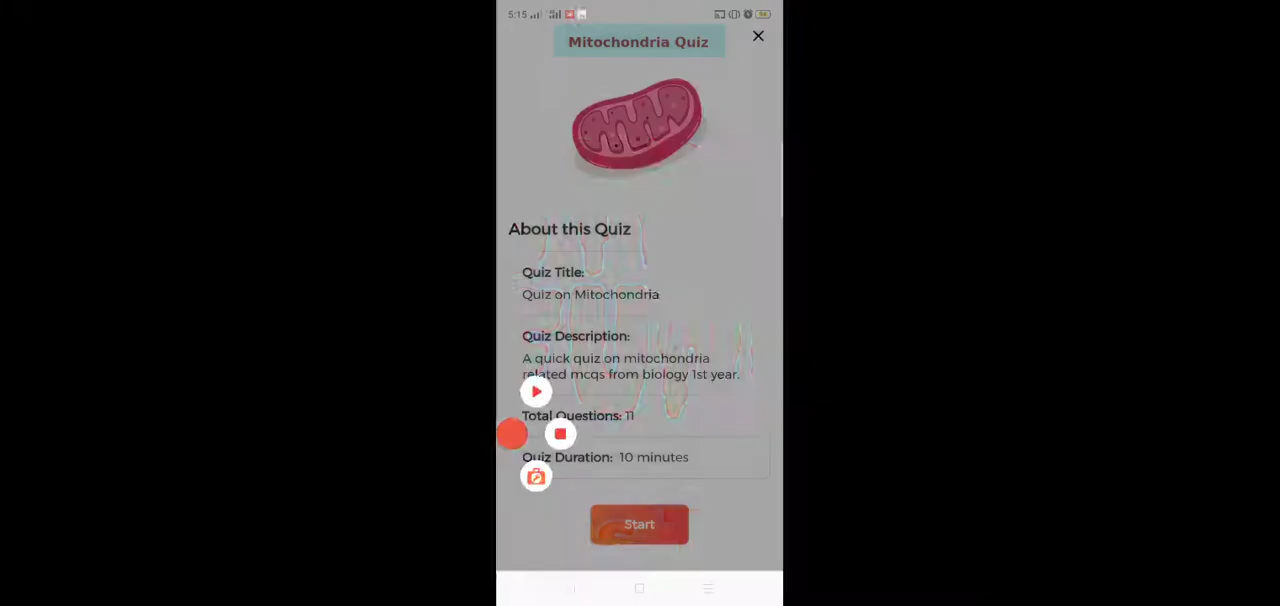 5:15
Mitochondria Quiz
About this Quiz
Quiz Title:
Quiz on Mitochondria
Quiz Description:
A quick quiz on mitochondria
related mcqs from biology 1st year.
Total Questions: 11
Quiz Duration: 10 minutes
Start